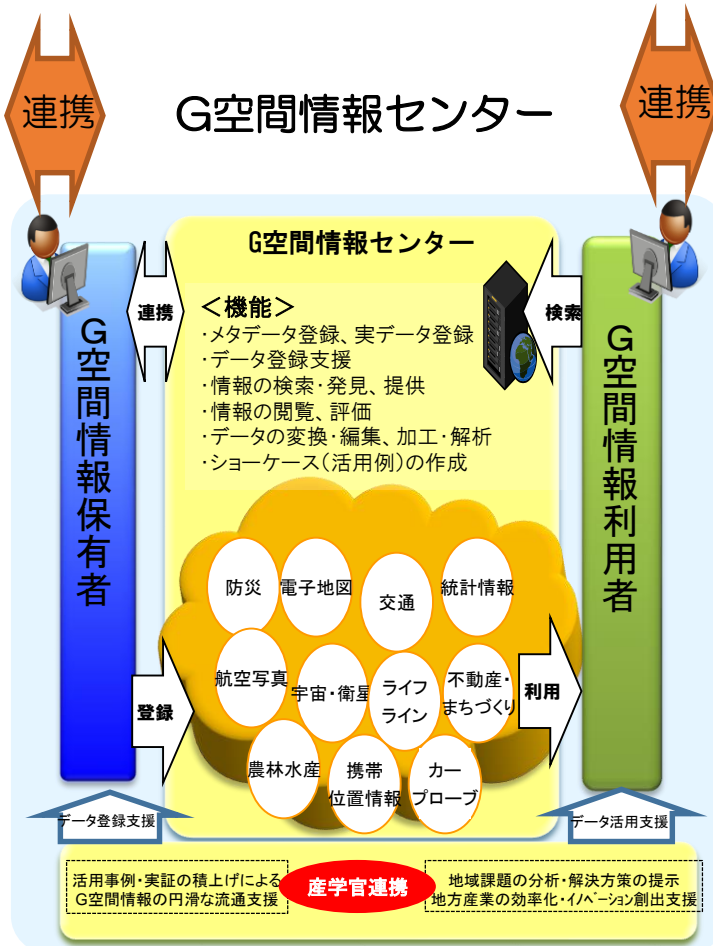 連携
G空間情報センター
連携
G空間情報センター
連携
検索
＜機能＞
・メタデータ登録、実データ登録
・データ登録支援
・情報の検索・発見、提供
・情報の閲覧、評価
・データの変換・編集、加工・解析
・ショーケース（活用例）の作成
G空間情報保有者
G空間情報利用者
防災
電子地図
交通
統計情報
航空写真
宇宙・衛星
ライフ
ライン
不動産・
まちづくり
登録
利用
農林水産
携帯
位置情報
カー
プローブ
データ登録支援
データ活用支援
活用事例・実証の積上げによる
G空間情報の円滑な流通支援
産学官連携
地域課題の分析・解決方策の提示
地方産業の効率化・イノベーション創出支援